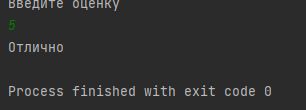 Введите оценку
5
Отлично
Process finished with exit code 0